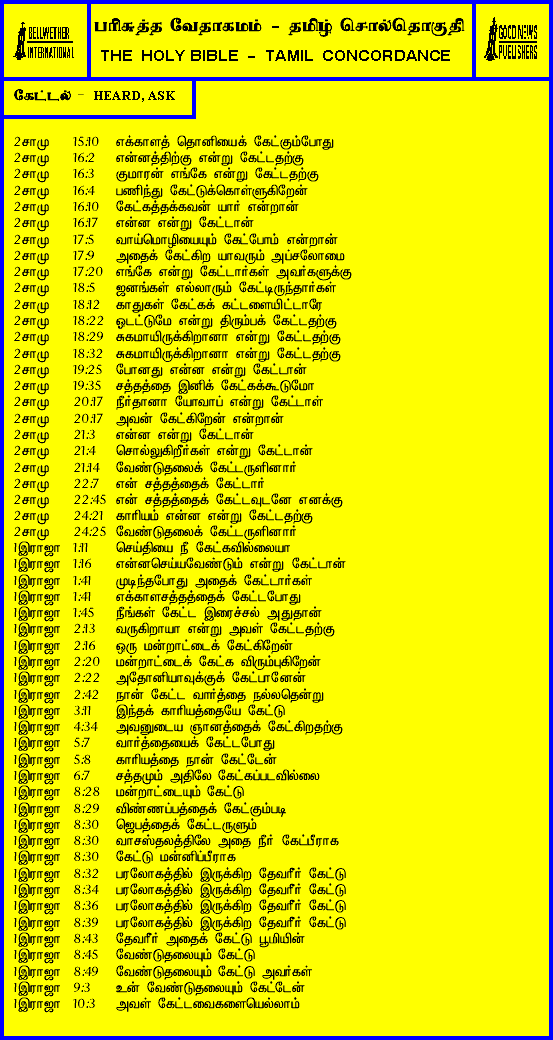 BELLWETHER
INTERNATIONAL
பரிசுத்த வேதாகமம் - தமிழ் சொல்தொகுதி
THE HOLY BIBLE - TAMIL CONCORDANCE
GOOD NEWS
PUBLISHERS
கேட்டல் - HEARD, ASK
2சாமு 15:10 எக்காளத் தொனியைக் கேட்கும்போது
2சாமு 16:2 என்னத்திற்கு என்று கேட்டதற்கு
2சாமு 16:3 குமாரன் எங்கே என்று கேட்டதற்கு
2சாமு 16:4 பணிந்து கேட்டுக்கொள்ளுகிறேன்
2சாமு 16:10 கேட்கத்தக்கவன் யார் என்றான்
2சாமு 16:17 என்ன என்று கேட்டான்
2சாமு 17:5 வாய்மொழியையும் கேட்போம் என்றான்
2சாமு 17:9 அதைக் கேட்கிற யாவரும் அப்சலோமை
2சாமு 17:20 எங்கே என்று கேட்டார்கள் அவர்களுக்கு
2சாமு 18:5 ஜனங்கள் எல்லாரும் கேட்டிருந்தார்கள்
2சாமு 18:12 காதுகள் கேட்கக் கட்டளையிட்டாரே
2சாமு 18:22 ஓடட்டுமே என்று திரும்பக் கேட்டதற்கு
2சாமு 18:29 சுகமாயிருக்கிறானா என்று கேட்டதற்கு
2சாமு 18:32 சுகமாயிருக்கிறானா என்று கேட்டதற்கு
2சாமு 19:25 போனது என்ன என்று கேட்டான்
2சாமு 19:35 சத்தத்தை இனிக் கேட்கக்கூடுமோ
2சாமு 20:17 நீர்தானா யோவாப் என்று கேட்டாள்
2சாமு 20:17 அவன் கேட்கிறேன் என்றான்
2சாமு 21:3 என்ன என்று கேட்டான்
2சாமு 21:4 சொல்லுகிறீர்கள் என்று கேட்டான்
2சாமு 21:14 வேண்டுதலைக் கேட்டருளினார்
2சாமு 22:7 என் சத்தத்தைக் கேட்டார்
2சாமு 22:45 என் சத்தத்தைக் கேட்டவுடனே எனக்கு
2சாமு 24:21 காரியம் என்ன என்று கேட்டதற்கு
2சாமு 24:25 வேண்டுதலைக் கேட்டருளினார்
1இராஜா 1:11 செய்தியை நீ கேட்கவில்லையா
1இராஜா 1:16 என்னசெய்யவேண்டும் என்று கேட்டான்
1இராஜா 1:41 முடிந்தபோது அதைக் கேட்டார்கள்
1இராஜா 1:41 எக்காளசத்தத்தைக் கேட்டபோது
1இராஜா 1:45 நீங்கள் கேட்ட இரைச்சல் அதுதான்
1இராஜா 2:13 வருகிறாயா என்று அவள் கேட்டதற்கு
1இராஜா 2:16 ஒரு மன்றாட்டைக் கேட்கிறேன்
1இராஜா 2:20 மன்றாட்டைக் கேட்க விரும்புகிறேன்
1இராஜா 2:22 அதோனியாவுக்குக் கேட்பானேன்
1இராஜா 2:42 நான் கேட்ட வார்த்தை நல்லதென்று
1இராஜா 3:11 இந்தக் காரியத்தையே கேட்டு
1இராஜா 4:34 அவனுடைய ஞானத்தைக் கேட்கிறதற்கு
1இராஜா 5:7 வார்த்தையைக் கேட்டபோது
1இராஜா 5:8 காரியத்தை நான் கேட்டேன்
1இராஜா 6:7 சத்தமும் அதிலே கேட்கப்படவில்லை
1இராஜா 8:28 மன்றாட்டையும் கேட்டு
1இராஜா 8:29 விண்ணப்பத்தைக் கேட்கும்படி
1இராஜா 8:30 ஜெபத்தைக் கேட்டருளும்
1இராஜா 8:30 வாசஸ்தலத்திலே அதை நீர் கேட்பீராக
1இராஜா 8:30 கேட்டு மன்னிப்பீராக
1இராஜா 8:32 பரலோகத்தில் இருக்கிற தேவரீர் கேட்டு
1இராஜா 8:34 பரலோகத்தில் இருக்கிற தேவரீர் கேட்டு
1இராஜா 8:36 பரலோகத்தில் இருக்கிற தேவரீர் கேட்டு
1இராஜா 8:39 பரலோகத்தில் இருக்கிற தேவரீர் கேட்டு
1இராஜா 8:43 தேவரீர் அதைக் கேட்டு பூமியின்
1இராஜா 8:45 வேண்டுதலையும் கேட்டு
1இராஜா 8:49 வேண்டுதலையும் கேட்டு அவர்கள்
1இராஜா 9:3 உன் வேண்டுதலையும் கேட்டேன்
1இராஜா 10:3 அவள் கேட்டவைகளையெல்லாம்